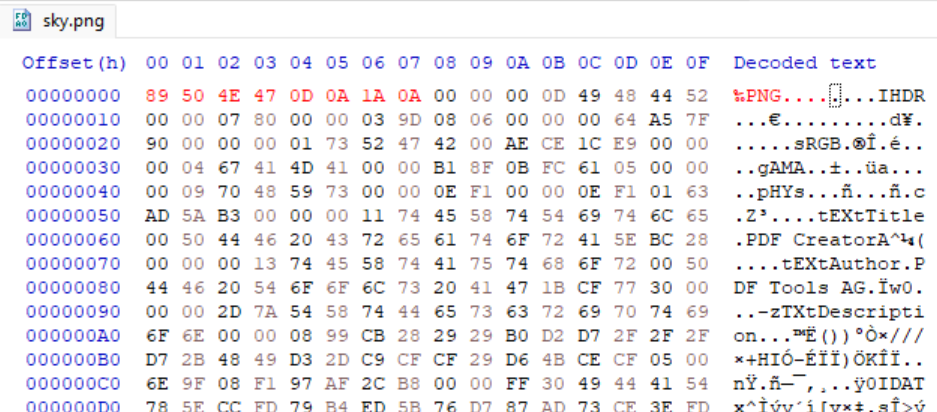 sky.png
Offset(h) 00 01 02 03 04 05 06 07 08 09 0A 0B 0C 0D 0E 0F Decoded text
00000000 89 50 4E 47 0D 0A 1A 0A 00 00 00 0D 49 48 44 52 ‰PNG........IHDR
00000010 00 00 07 80 00 00 03 9D 08 06 00 00 00 64 A5 7F ...€.........d¥.
00000020 90 00 00 00 01 73 52 47 42 00 AE CE 1C E9 00 00 .....sRGB.®Î.é..
00000030 00 04 67 41 4D 41 00 00 B1 8F 0B FC 61 05 00 00 ..gAMA..±..üa...
00000040 00 09 70 48 59 73 00 00 0E F1 00 00 0E F1 01 63 ..pHYs...ñ...ñ.c
00000050 AD 5A B3 00 00 00 11 74 45 58 74 54 69 74 6C 65 .Z³....tEXtTitle
00000060 00 50 44 46 20 43 72 65 61 74 6F 72 41 5E BC 28 .PDF CreatorA^¼(
00000070 00 00 00 13 74 45 58 74 41 75 74 68 6F 72 00 50 ....tEXtAuthor.P
00000080 44 46 20 54 6F 6F 6C 73 20 41 47 1B CF 77 30 00 DF Tools AG.Ïw0.
00000090 00 00 2D 7A 54 58 74 44 65 73 63 72 69 70 74 69 ..-zTXtDescripti
000000A0 6F 6E 00 00 08 99 CB 28 29 29 B0 D2 D7 2F 2F 2F on...™Ë())°Ò×///
000000B0 D7 2B 48 49 D3 2D C9 CF CF 29 D6 4B CE CF 05 00 ×+HIÓ-ÉÏÏ)ÖKÎÏ..
000000C0 6E 9F 08 F1 97 AF 2C B8 00 00 FF 30 49 44 41 54 nŸ.ñ—¯,¸..ÿ0IDAT
000000D0 78 5E CC FD 79 B4 ED 5B 76 D7 87 AD 73 CE 3E FD x^Ìýy´í[v×‡.sÎ>ý